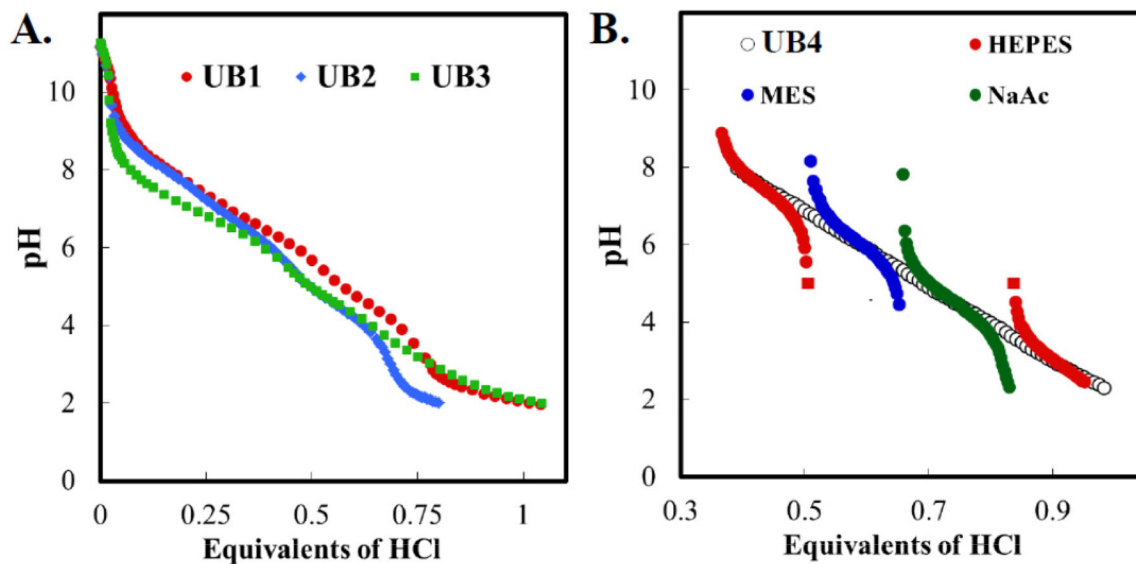 A.
UB1 UB2 UB3
10
8
6
4
2
0
pH
0 0.25 0.5 0.75 1
Equivalents of HCl
B.
UB4 HEPES
MES NaAc
10
8
6
4
2
0
pH
0.3 0.5 0.7 0.9
Equivalents of HCl